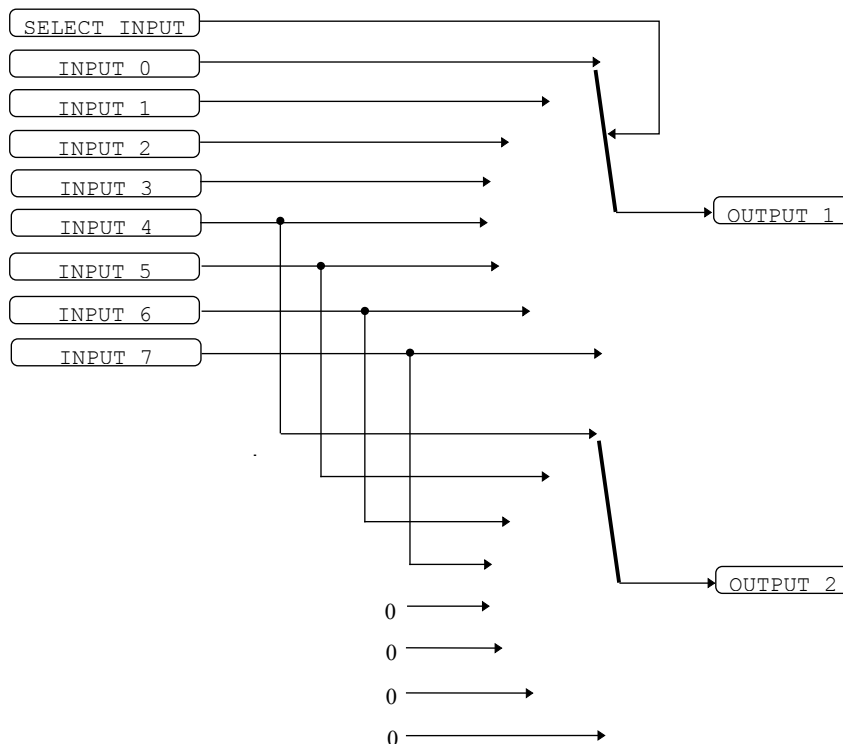 SELECT INPUT
INPUT 0
INPUT 1
INPUT 2
INPUT 3
INPUT 4
OUTPUT 1
INPUT 5
INPUT 6
INPUT 7
OUTPUT 2
0
0
0
0